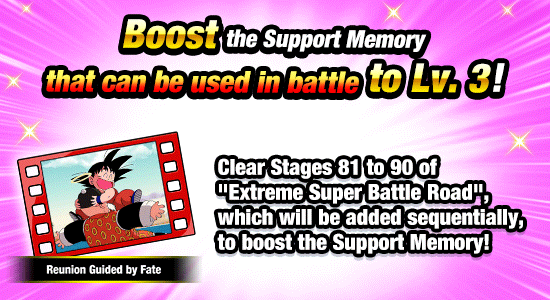 Boost the Support Memory
that can be used in battle to Lv. 3!
Clear Stages 81 to 90 of
"Extreme Super Battle Road",
which will be added sequentially,
to boost the Support Memory!
Reunion Guided by Fate